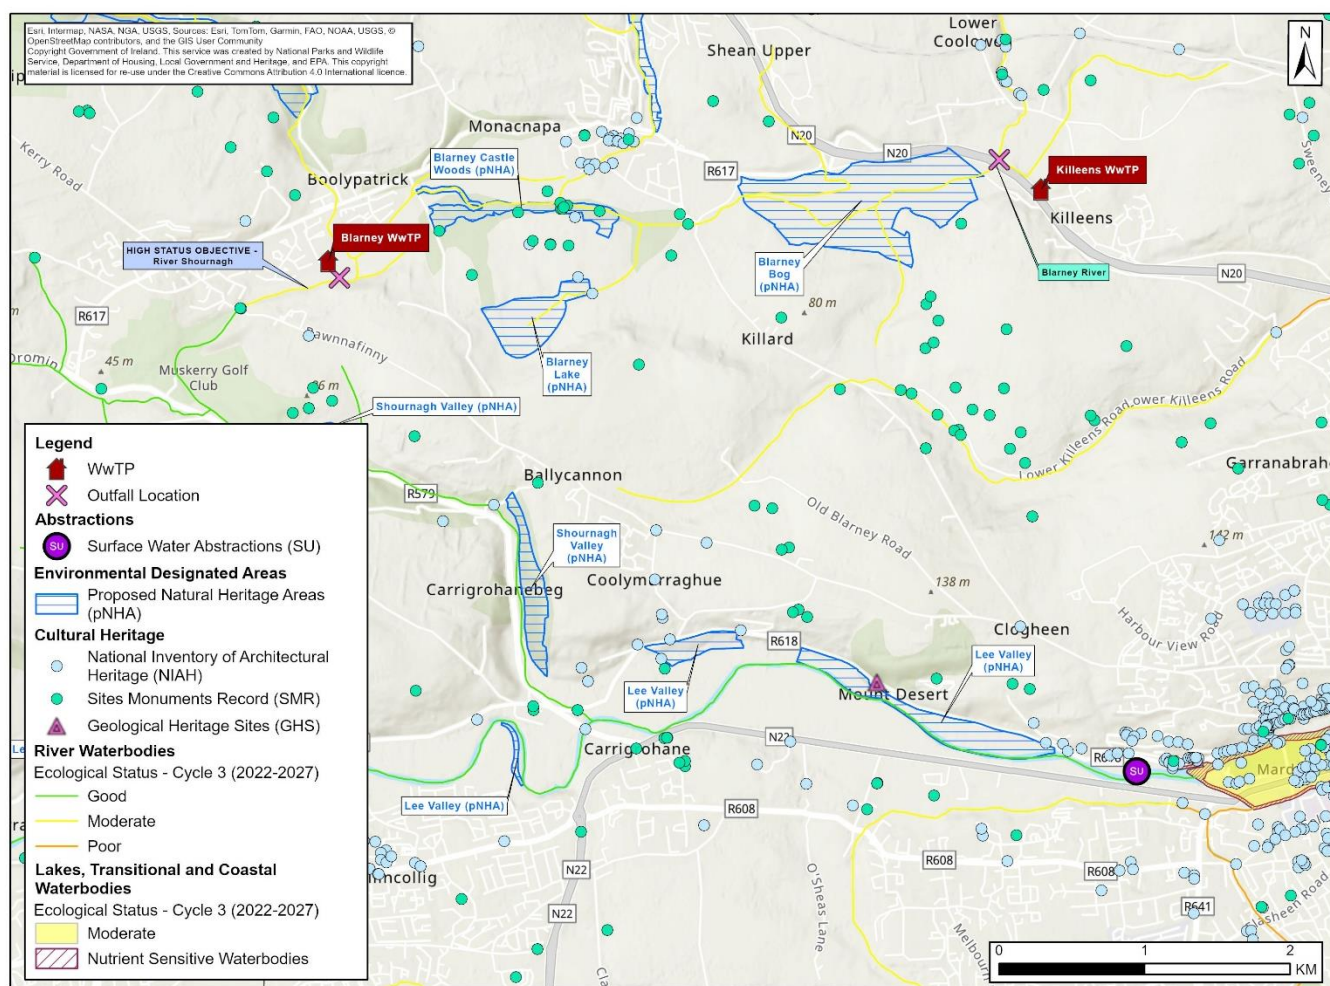 Esri, Intermap, NASA, NGA, USGS, Sources: Esri, TomTom, Garmin, FAO, NOAA, USGS, ©
OpenStreetMap contributors, and the GIS User Community
Copyright Government of Ireland. This service was created by National Parks and Wildlife
Service, Department of Housing, Local Government and Heritage, and EPA. This copyright
material is licensed for re-use under the Creative Commons Attribution 4.0 International licence.
Shean Upper
Lower
N
Monacnapa
N20
N20
Kerry Road
Blarney Castle
Woods (pNHA)
R617
Killeens WwTP
Sweeney
Boolypatrick
Killeens
Blarney WwTP
HIGH STATUS OBJECTIVE -
River Shournagh
Blarney
Bog
(pNHA)
Blarney River
N20
R617
80 m
Killard
45 m
Muskerry Golf
Club
Blarney
Lake
(pNHA)
Shournagh Valley (pNHA)
Lower Killeens Road
Lower Killeens Road
Ballycannon
R579
Old Blarney Road
Shournagh
Valley
(pNHA)
Carrigrohanebeg
138 m
Harbour View Road
R618
Lee Valley
(pNHA)
Lee Valley
(pNHA)
Mount Desert
Carrigrohane
N22
Lee Valley (pNHA)
R608
R608
R608
O'Sheas Lane
N22
N22
R641
Legend
WwTP
Outfall Location
Abstractions
SU
Surface Water Abstractions (SU)
Environmental Designated Areas
Proposed Natural Heritage Areas
(pNHA)
Cultural Heritage
National Inventory of Architectural
Heritage (NIAH)
Sites Monuments Record (SMR)
Geological Heritage Sites (GHS)
River Waterbodies
Ecological Status - Cycle 3 (2022-2027)
Good
Moderate
Poor
Lakes, Transitional and Coastal
Waterbodies
Ecological Status - Cycle 3 (2022-2027)
Moderate
Nutrient Sensitive Waterbodies
SU
0
1
2
KM